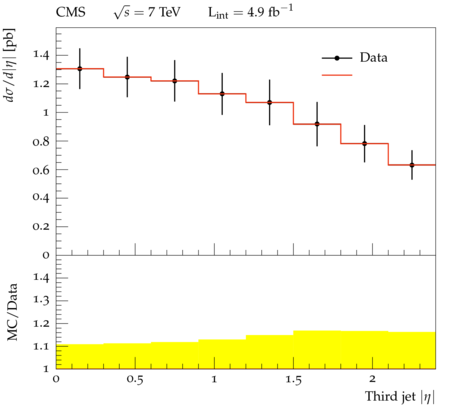 CMS √s = 7 TeV L_int = 4.9 fb⁻¹
dσ/d|η| [pb]
Data
1.4
1.2
1
0.8
0.6
0.4
0.2
0
MC/Data
1.4
1.3
1.2
1.1
1
0 0.5 1 1.5 2
Third jet |η|